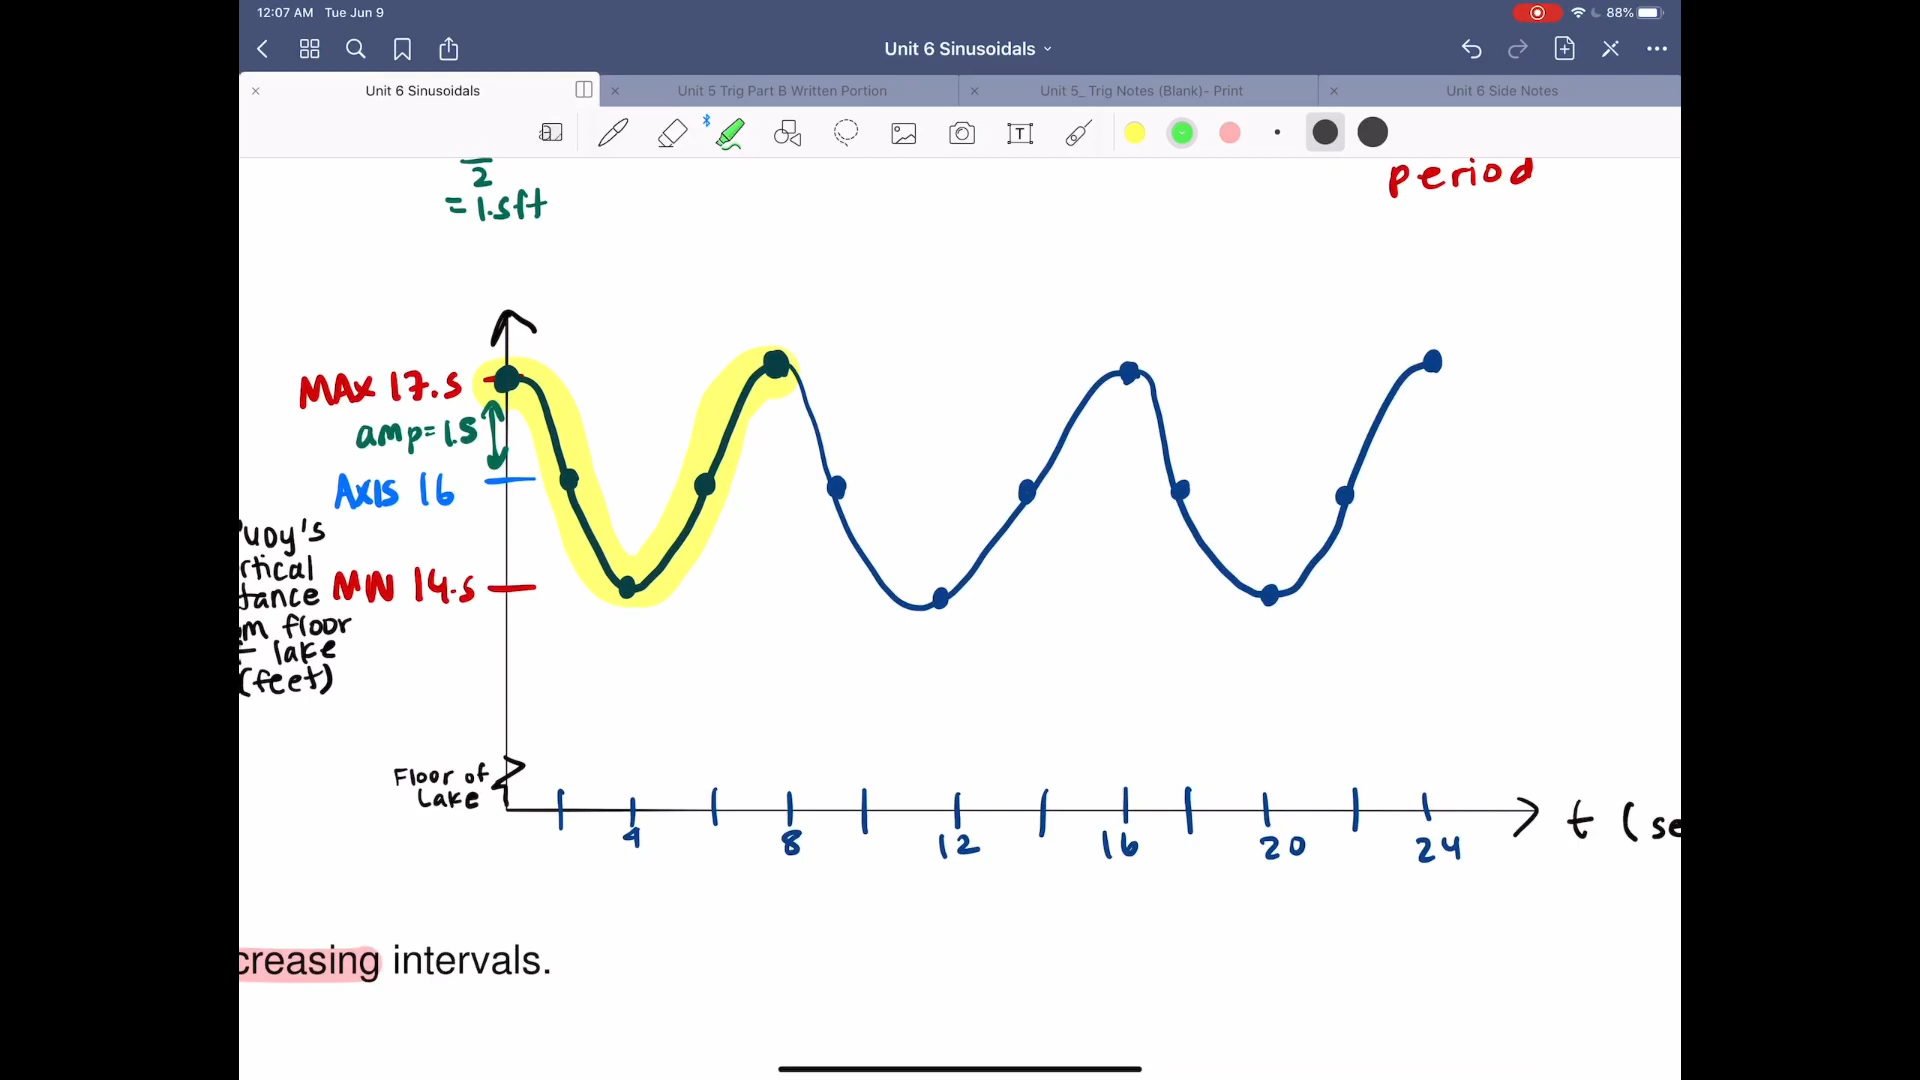 12:07 AM Tue Jun 9
88%
Unit 6 Sinusoidals
Unit 6 Sinusoidals
Unit 5 Trig Part B Written Portion
Unit 5_ Trig Notes (Blank)- Print
Unit 6 Side Notes
T
2
= 1.5ft
period
MAX 17.5
amp=1.5
AXIS 16
uoy's
rtical
tance
MIN 14.5
m floor
lake
(feet)
Floor of
Lake
4
8
12
16
20
24
t (se
creasing intervals.